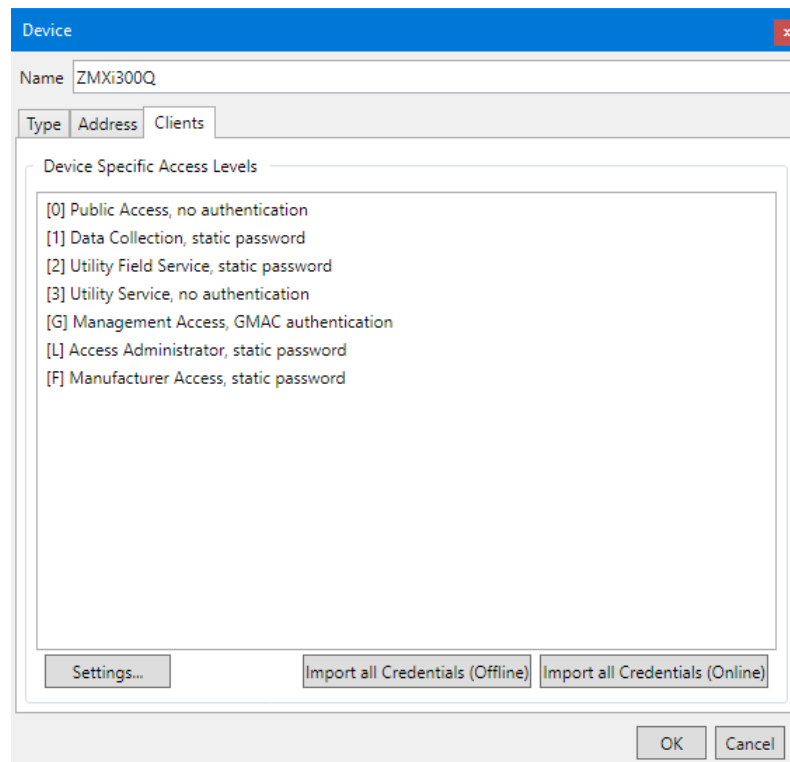 Device
x
Name ZMXi300Q
Type Address Clients
Device Specific Access Levels
[0] Public Access, no authentication
[1] Data Collection, static password
[2] Utility Field Service, static password
[3] Utility Service, no authentication
[G] Management Access, GMAC authentication
[L] Access Administrator, static password
[F] Manufacturer Access, static password
Settings... Import all Credentials (Offline) Import all Credentials (Online)
OK Cancel